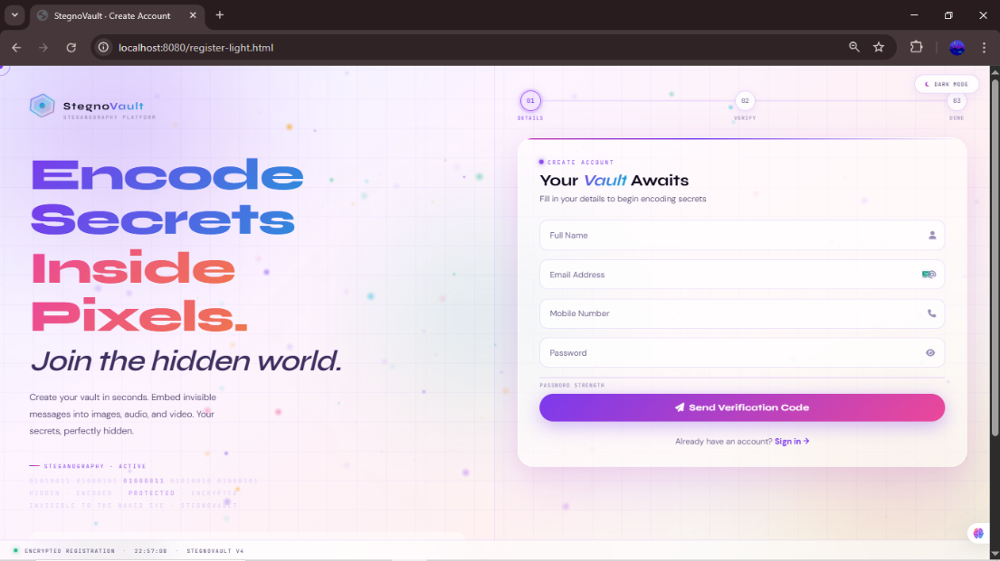 StegnoVault · Create Account
localhost:8080/register-light.html
StegnoVault
STEGANOGRAPHY PLATFORM
Encode
Secrets
Inside
Pixels.
Join the hidden world.
Create your vault in seconds. Embed invisible
messages into images, audio, and video. Your
secrets, perfectly hidden.
STEGANOGRAPHY · ACTIVE
01000011
HIDDEN · ENCODED · PROTECTED · ENCRYPTED
INVISIBLE TO THE NAKED EYE · STEGNOVAULT
ENCRYPTED REGISTRATION · 22:57:08 · STEGNOVAULT V4
DARK MODE
01 02 03
DETAILS VERIFY DONE
CREATE ACCOUNT
Your Vault Awaits
Fill in your details to begin encoding secrets
Full Name
Email Address
Mobile Number
Password
PASSWORD STRENGTH
Send Verification Code
Already have an account? Sign in →